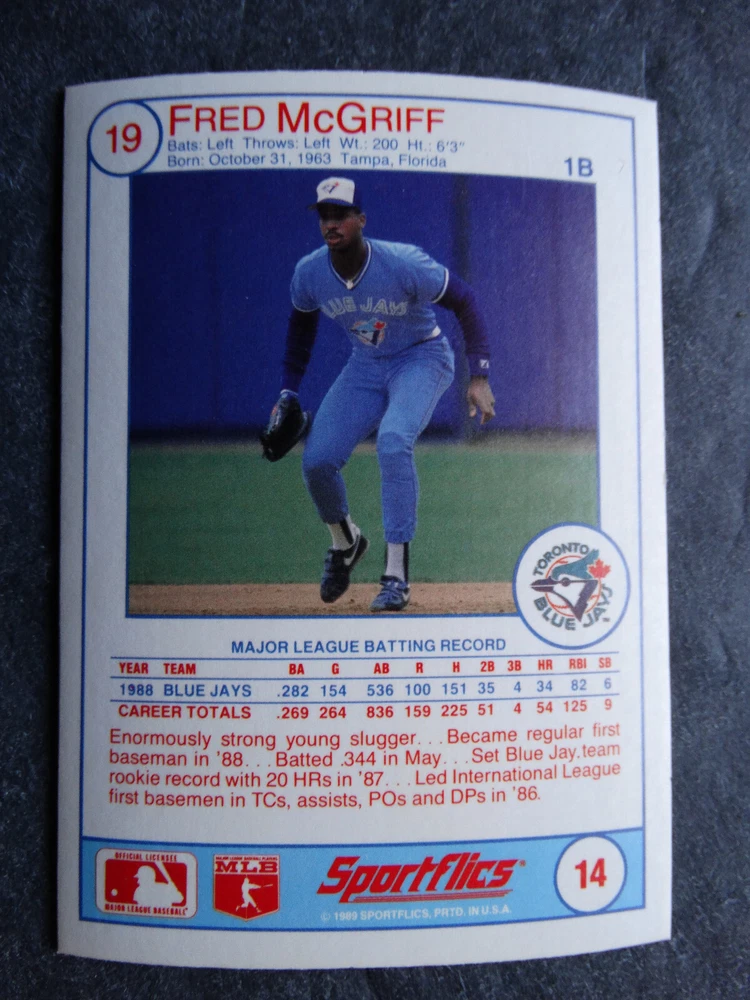 19
FRED McGRIFF
Bats: Left Throws: Left Wt.: 200 Ht.: 6'3"
Born: October 31, 1963 Tampa, Florida
1B
BLUE JAYS
TORONTO
BLUE JAYS
MAJOR LEAGUE BATTING RECORD
YEAR TEAM BA G AB R H 2B 3B HR RBI SB
1988 BLUE JAYS .282 154 536 100 151 35 4 34 82 6
CAREER TOTALS .269 264 836 159 225 51 4 54 125 9
Enormously strong young slugger. . . Became regular first
baseman in '88. . . Batted .344 in May. . . Set Blue Jay team
rookie record with 20 HRs in '87. . . Led International League
first basemen in TCs, assists, POs and DPs in '86.
OFFICIAL LICENSEE
MAJOR LEAGUE BASEBALL®
MAJOR LEAGUE BASEBALL PLAYERS
MLB
Sportflics®
© 1989 SPORTFLICS, PRTD. IN U.S.A.
14